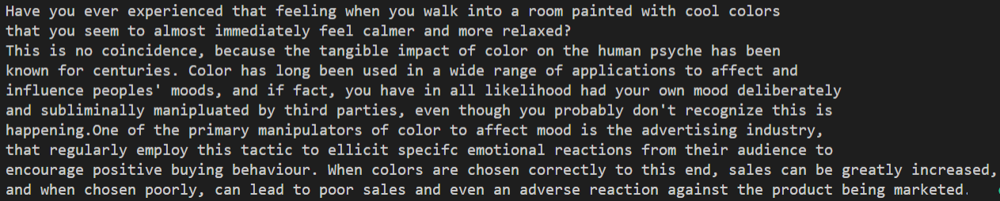 Have you ever experienced that feeling when you walk into a room painted with cool colors
that you seem to almost immediately feel calmer and more relaxed?
This is no coincidence, because the tangible impact of color on the human psyche has been
known for centuries. Color has long been used in a wide range of applications to affect and
influence peoples' moods, and if fact, you have in all likelihood had your own mood deliberately
and subliminally manipluated by third parties, even though you probably don't recognize this is
happening.One of the primary manipulators of color to affect mood is the advertising industry,
that regularly employ this tactic to ellicit specifc emotional reactions from their audience to
encourage positive buying behaviour. When colors are chosen correctly to this end, sales can be greatly increased,
and when chosen poorly, can lead to poor sales and even an adverse reaction against the product being marketed.